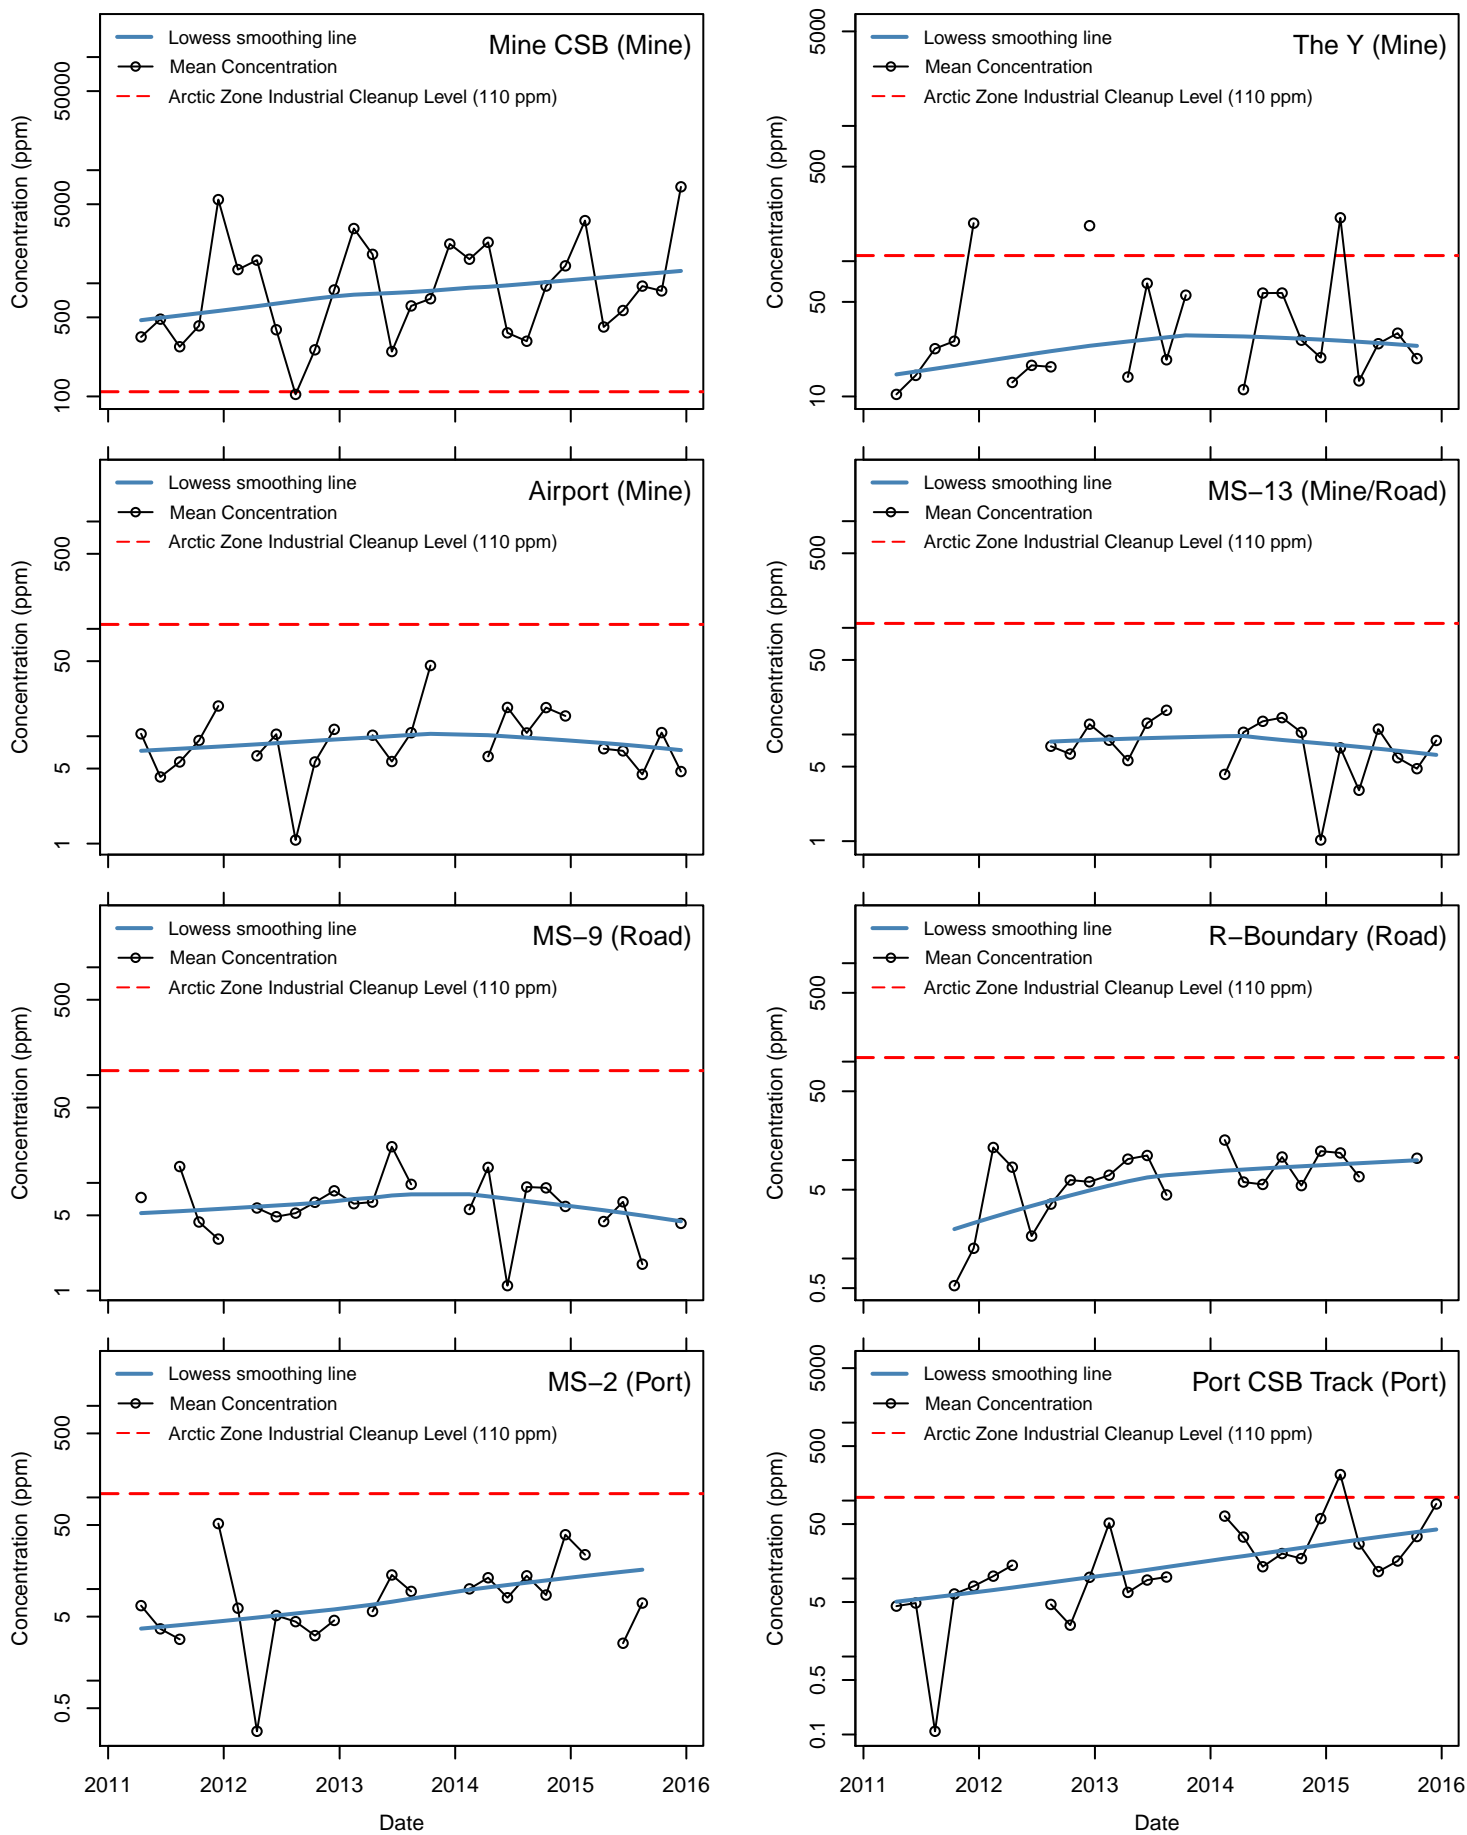 Lowess smoothing line
Mean Concentration
Arctic Zone Industrial Cleanup Level (110 ppm)
Mine CSB (Mine)
Concentration (ppm)
50000
5000
500
100
Lowess smoothing line
Mean Concentration
Arctic Zone Industrial Cleanup Level (110 ppm)
The Y (Mine)
Concentration (ppm)
5000
500
50
10
Lowess smoothing line
Mean Concentration
Arctic Zone Industrial Cleanup Level (110 ppm)
Airport (Mine)
Concentration (ppm)
500
50
5
1
Lowess smoothing line
Mean Concentration
Arctic Zone Industrial Cleanup Level (110 ppm)
MS−13 (Mine/Road)
Concentration (ppm)
500
50
5
1
Lowess smoothing line
Mean Concentration
Arctic Zone Industrial Cleanup Level (110 ppm)
MS−9 (Road)
Concentration (ppm)
500
50
5
1
Lowess smoothing line
Mean Concentration
Arctic Zone Industrial Cleanup Level (110 ppm)
R−Boundary (Road)
Concentration (ppm)
500
50
5
0.5
Lowess smoothing line
Mean Concentration
Arctic Zone Industrial Cleanup Level (110 ppm)
MS−2 (Port)
Concentration (ppm)
500
50
5
0.5
2011 2012 2013 2014 2015 2016
Date
Lowess smoothing line
Mean Concentration
Arctic Zone Industrial Cleanup Level (110 ppm)
Port CSB Track (Port)
Concentration (ppm)
5000
500
50
5
0.5
0.1
2011 2012 2013 2014 2015 2016
Date